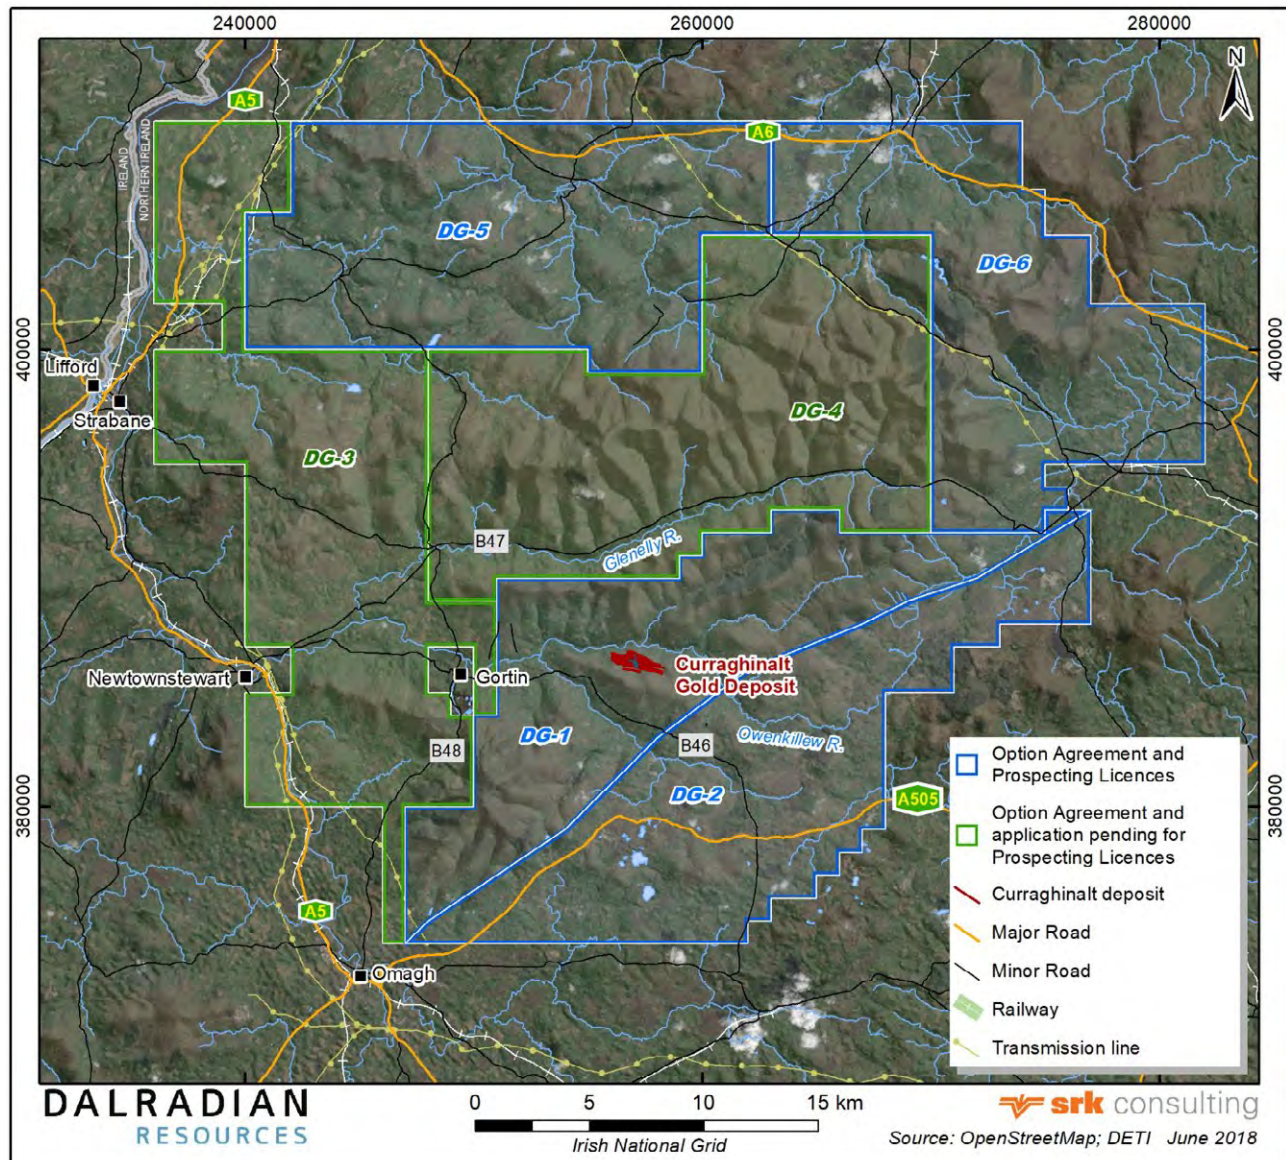 240000
260000
280000
N
A5
A6
IRELAND
NORTHERN IRELAND
DG-5
DG-6
400000
400000
Lifford
Strabane
DG-4
DG-3
B47
Glenelly R.
Curraghinalt
Gold Deposit
Newtownstewart
Gortin
DG-1
Owenkillew R.
B48
B46
DG-2
380000
380000
A505
A5
Omagh
Option Agreement and
Prospecting Licences
Option Agreement and
application pending for
Prospecting Licences
Curraghinalt deposit
Major Road
Minor Road
Railway
Transmission line
DALRADIAN
RESOURCES
0 5 10 15 km
Irish National Grid
srk consulting
Source: OpenStreetMap; DETI June 2018